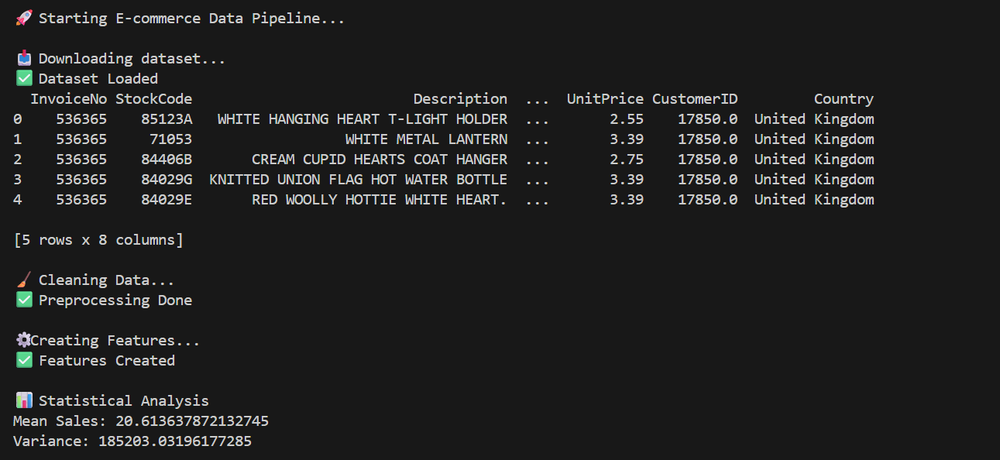 🚀 Starting E-commerce Data Pipeline...
📥 Downloading dataset...
✅ Dataset Loaded
InvoiceNo StockCode Description ... UnitPrice CustomerID Country
0 536365 85123A WHITE HANGING HEART T-LIGHT HOLDER ... 2.55 17850.0 United Kingdom
1 536365 71053 WHITE METAL LANTERN ... 3.39 17850.0 United Kingdom
2 536365 84406B CREAM CUPID HEARTS COAT HANGER ... 2.75 17850.0 United Kingdom
3 536365 84029G KNITTED UNION FLAG HOT WATER BOTTLE ... 3.39 17850.0 United Kingdom
4 536365 84029E RED WOOLLY HOTTIE WHITE HEART. ... 3.39 17850.0 United Kingdom
[5 rows x 8 columns]
🧹 Cleaning Data...
✅ Preprocessing Done
⚙️Creating Features...
✅ Features Created
📊 Statistical Analysis
Mean Sales: 20.613637872132745
Variance: 185203.03196177285